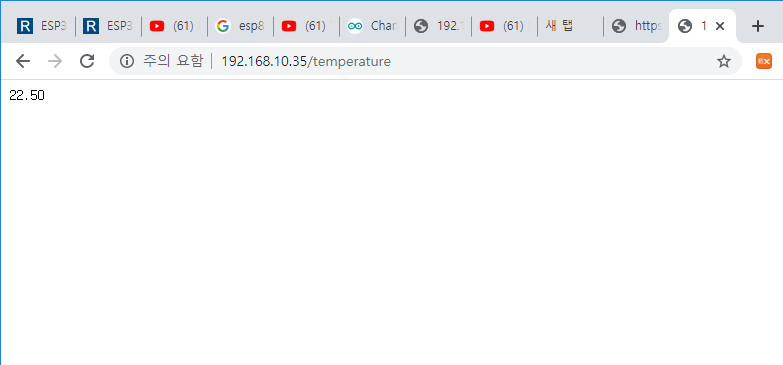 R ESP3 R ESP3 (61) G esp8 (61) Char 192.1 (61) 새 탭 https 1
주의 요함 192.168.10.35/temperature
22.50